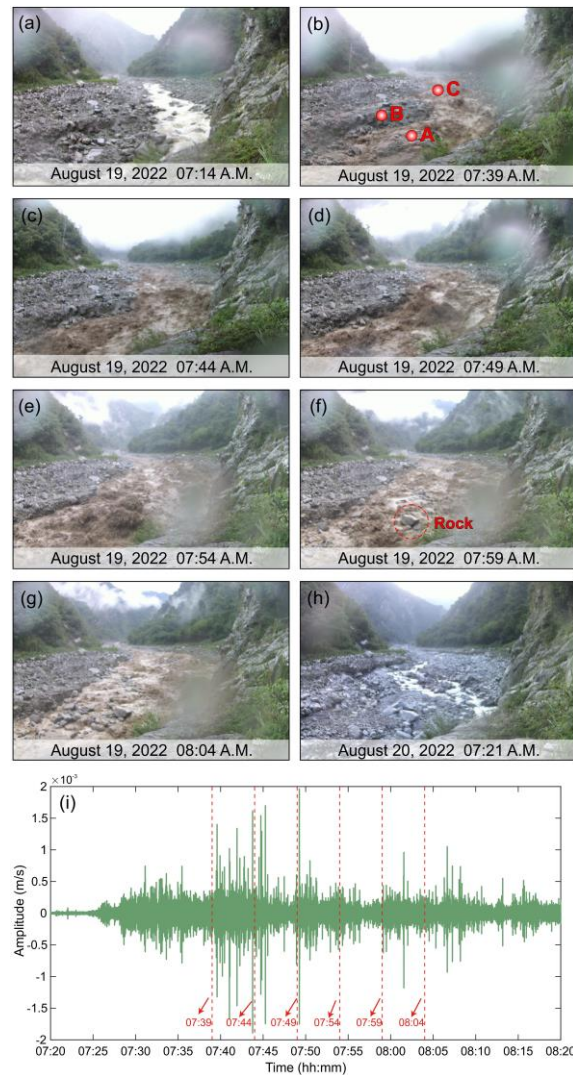 (a)
August 19, 2022 07:14 A.M.
(b)
C
B
A
August 19, 2022 07:39 A.M.
(c)
August 19, 2022 07:44 A.M.
(d)
August 19, 2022 07:49 A.M.
(e)
August 19, 2022 07:54 A.M.
(f)
Rock
August 19, 2022 07:59 A.M.
(g)
August 19, 2022 08:04 A.M.
(h)
August 20, 2022 07:21 A.M.
(i)
×10⁻³
2
1.5
1
0.5
0
-0.5
-1
-1.5
-2
Amplitude (m/s)
07:39 07:44 07:49 07:54 07:59 08:04
07:20 07:25 07:30 07:35 07:40 07:45 07:50 07:55 08:00 08:05 08:10 08:15 08:20
Time (hh:mm)